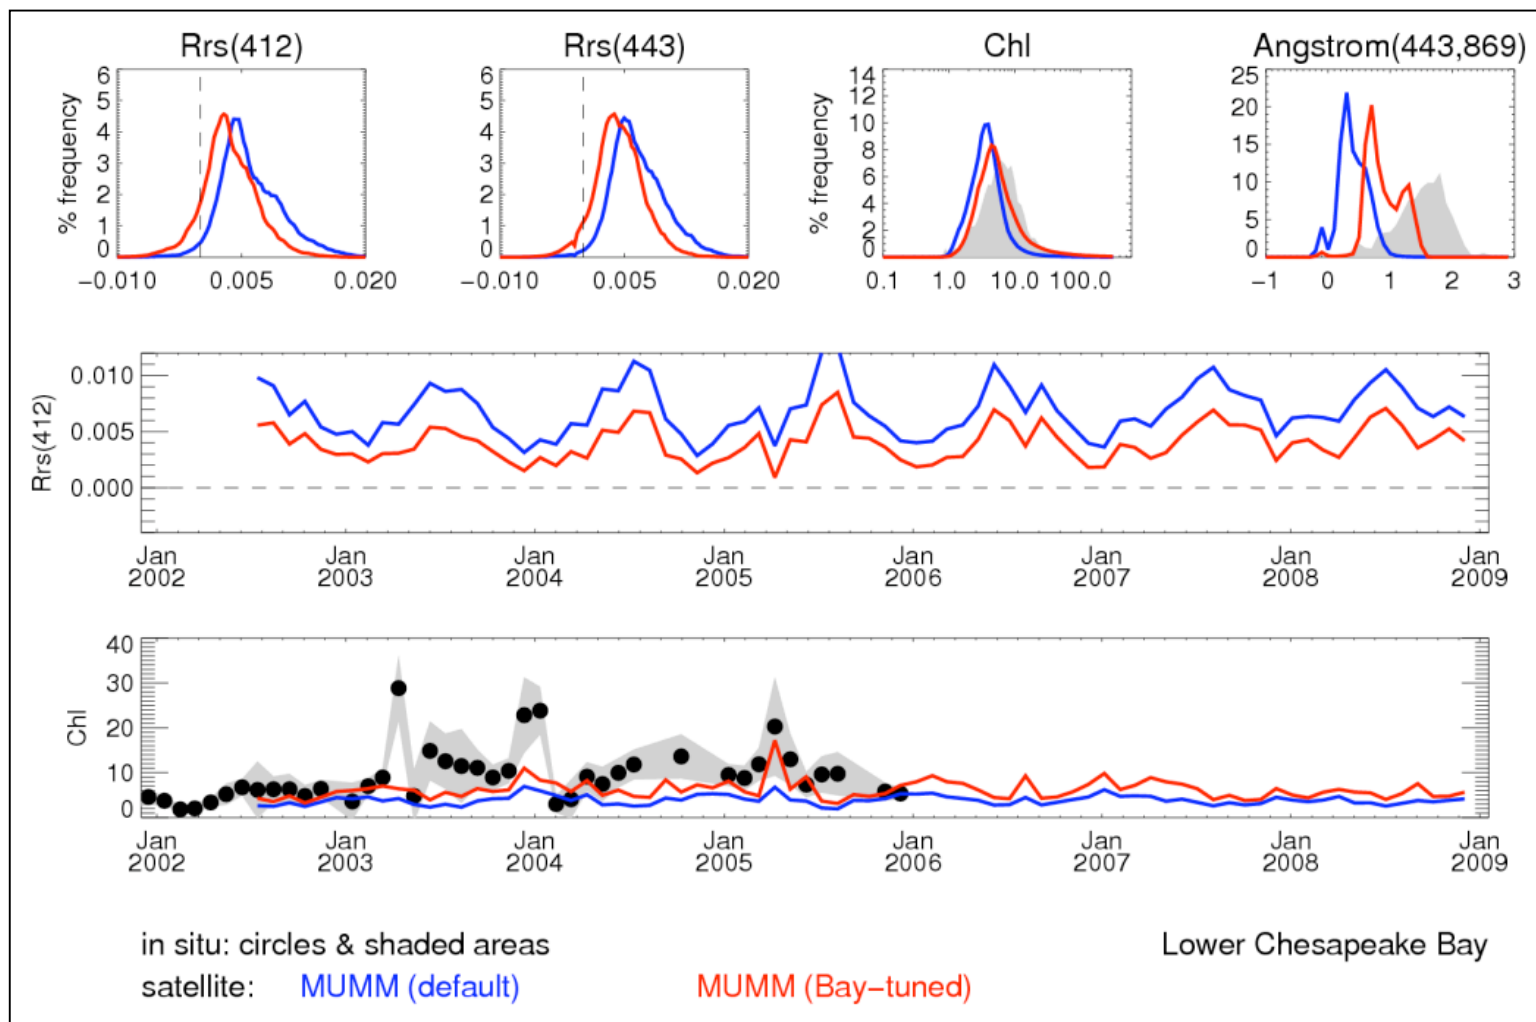 Rrs(412) Rrs(443) Chl Angstrom(443,869)
% frequency
6
5
4
3
2
1
0
−0.010 0.005 0.020
6
5
4
3
2
1
0
−0.010 0.005 0.020
% frequency
14
12
10
8
6
4
2
0.1 1.0 10.0 100.0
25
20
15
10
5
0
−1 0 1 2 3
Rrs(412)
0.010
0.005
0.000
Jan Jan Jan Jan Jan Jan Jan Jan
2002 2003 2004 2005 2006 2007 2008 2009
Chl
40
30
20
10
0
Jan Jan Jan Jan Jan Jan Jan Jan
2002 2003 2004 2005 2006 2007 2008 2009
in situ: circles & shaded areas Lower Chesapeake Bay
satellite: MUMM (default) MUMM (Bay−tuned)